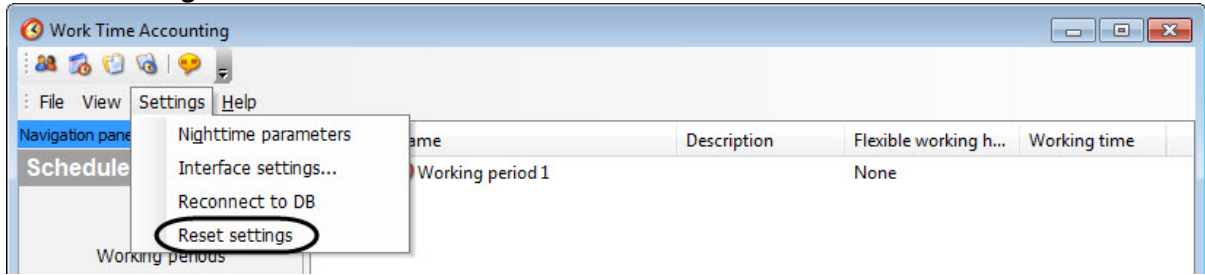 Work Time Accounting
File View Settings Help
Navigation pane
Nighttime parameters
ame Description Flexible working h... Working time
Schedule
Interface settings...
Working period 1 None
Reconnect to DB
Reset settings
Working periods